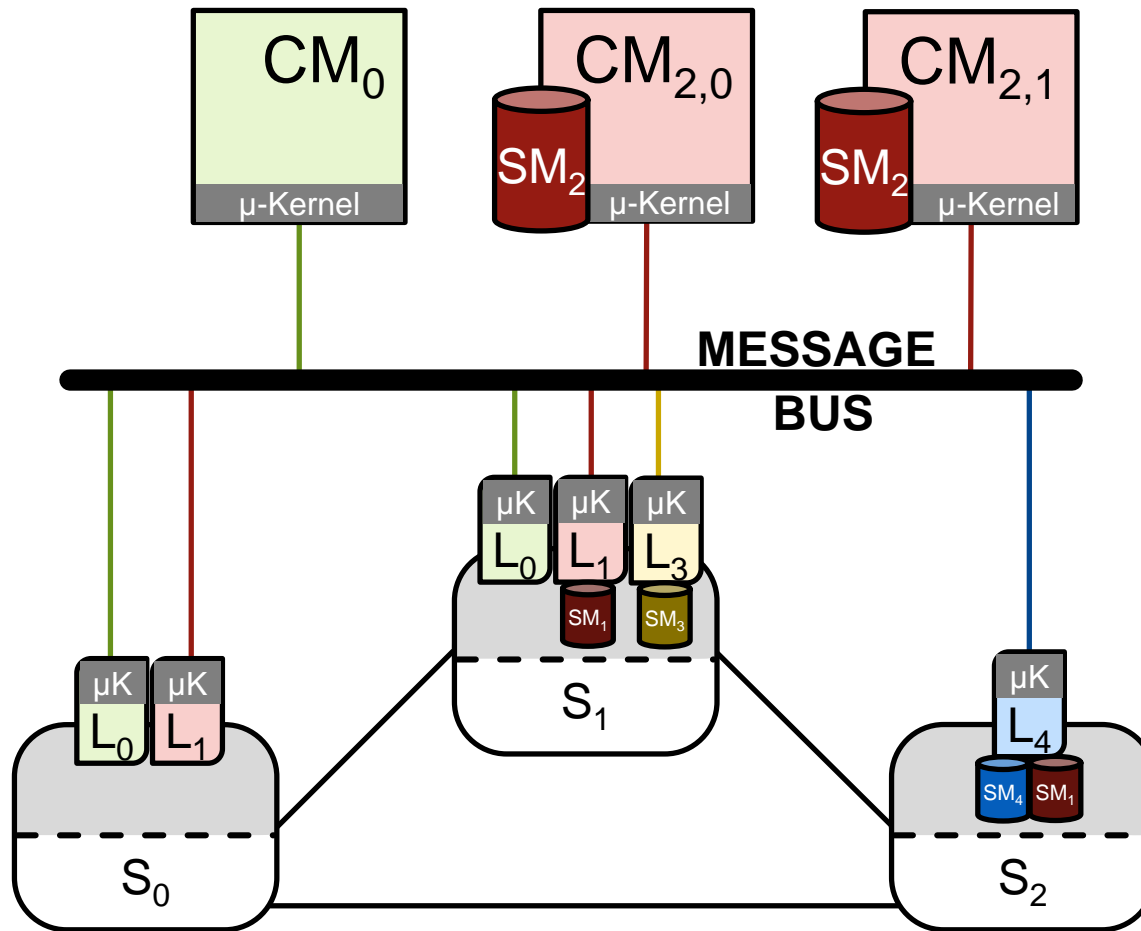 CM0
CM2,0
CM2,1
SM2
SM2
µ-Kernel
µ-Kernel
µ-Kernel
MESSAGE
BUS
µK
µK
µK
L0
L1
L3
SM1
SM3
S1
µK
µK
L0
L1
S0
µK
L4
SM4
SM1
S2